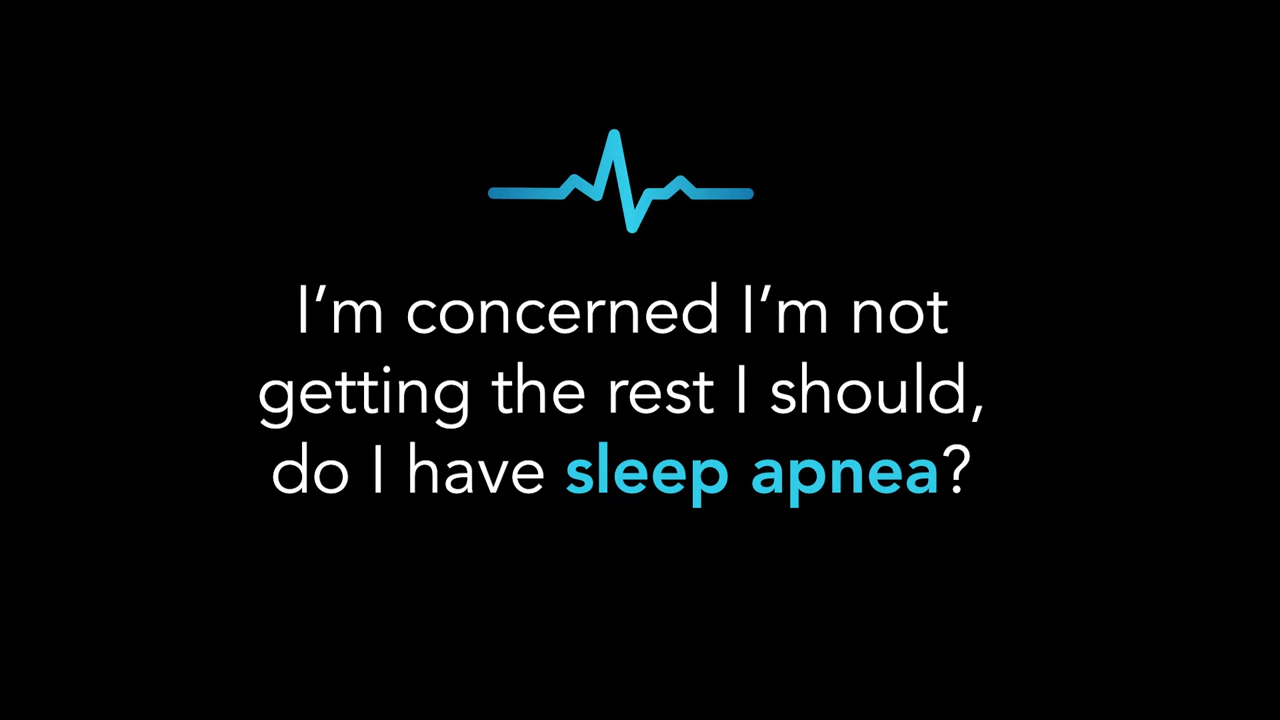 I’m concerned I’m not
getting the rest I should,
do I have sleep apnea?